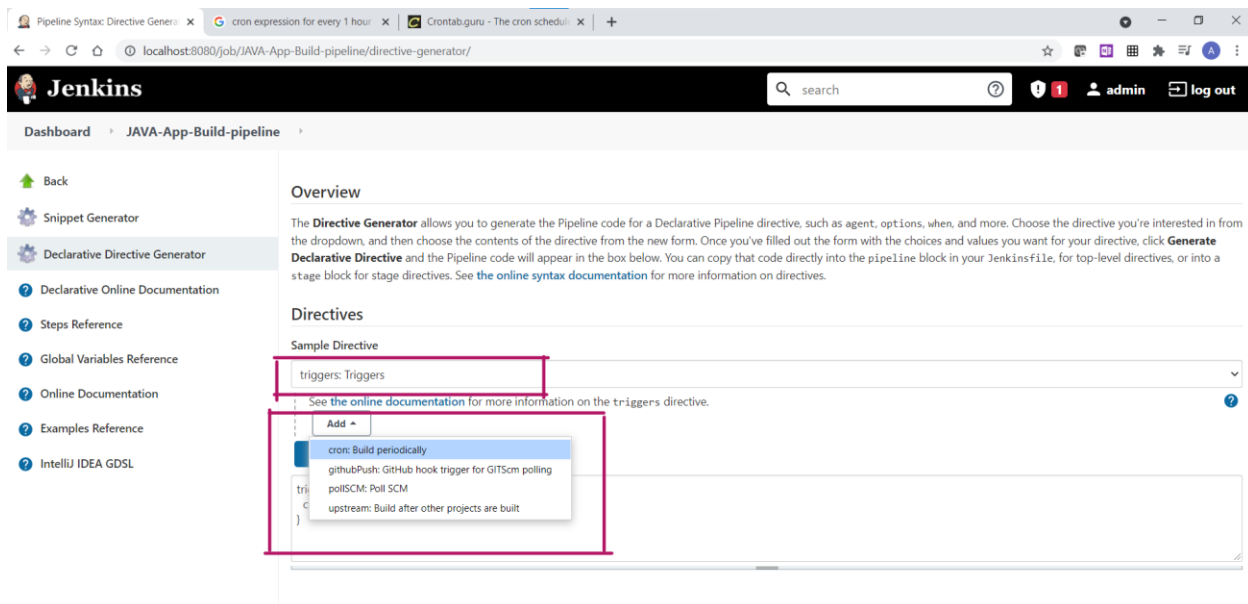 Pipeline Syntax: Directive Genera
cron expression for every 1 hour
Crontab.guru - The cron schedule
localhost:8080/job/JAVA-App-Build-pipeline/directive-generator/
A
Jenkins
search
1
admin
log out
Dashboard
JAVA-App-Build-pipeline
Back
Snippet Generator
Declarative Directive Generator
Declarative Online Documentation
Steps Reference
Global Variables Reference
Online Documentation
Examples Reference
IntelliJ IDEA GDSL
Overview
The Directive Generator allows you to generate the Pipeline code for a Declarative Pipeline directive, such as agent, options, when, and more. Choose the directive you're interested in from
the dropdown, and then choose the contents of the directive from the new form. Once you've filled out the form with the choices and values you want for your directive, click Generate
Declarative Directive and the Pipeline code will appear in the box below. You can copy that code directly into the pipeline block in your Jenkinsfile, for top-level directives, or into a
stage block for stage directives. See the online syntax documentation for more information on directives.
Directives
Sample Directive
triggers: Triggers
See the online documentation for more information on the triggers directive.
Add
cron: Build periodically
githubPush: GitHub hook trigger for GITScm polling
pollSCM: Poll SCM
upstream: Build after other projects are built
tri
c
}